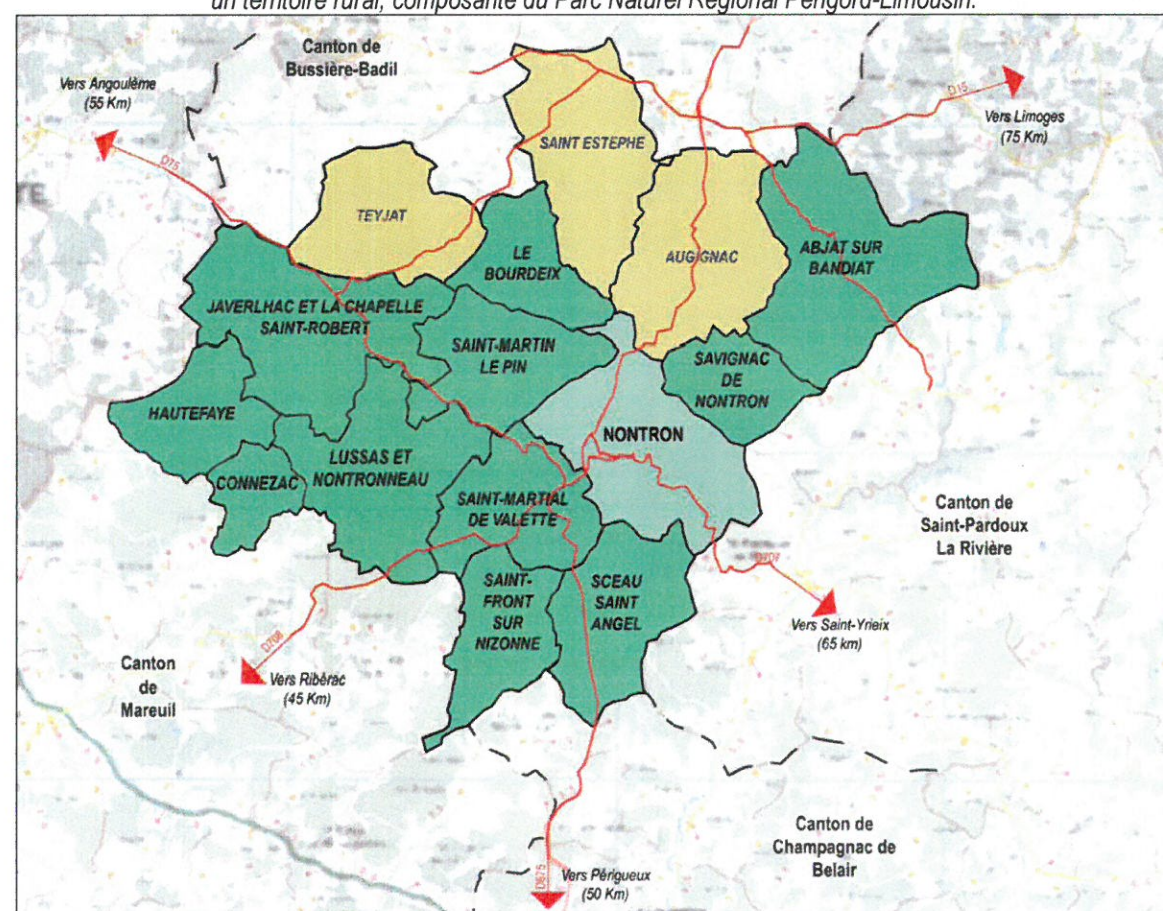 un territoire rural, composante du Parc Naturel Régional Périgord-Limousin.
Canton de
Bussière-Badil
Vers Angoulême
(55 Km)
D75
D15
Vers Limoges
(75 Km)
SAINT ESTEPHE
TEYJAT
AUGIGNAC
ABJAT SUR
BANDIAT
LE
BOURDEIX
JAVERLHAC ET LA CHAPELLE
SAINT-ROBERT
SAINT-MARTIN
LE PIN
SAVIGNAC
DE
NONTRON
HAUTEFAYE
NONTRON
LUSSAS ET
NONTRONNEAU
CONNEZAC
SAINT-MARTIAL
DE VALETTE
Canton de
Saint-Pardoux
La Rivière
SAINT-
FRONT
SUR
NIZONNE
SCEAU
SAINT
ANGEL
D707
Vers Saint-Yrieix
(65 km)
D708
Vers Ribérac
(45 Km)
Canton
de
Mareuil
Canton de
Champagnac de
Belair
D675
Vers Périgueux
(50 Km)